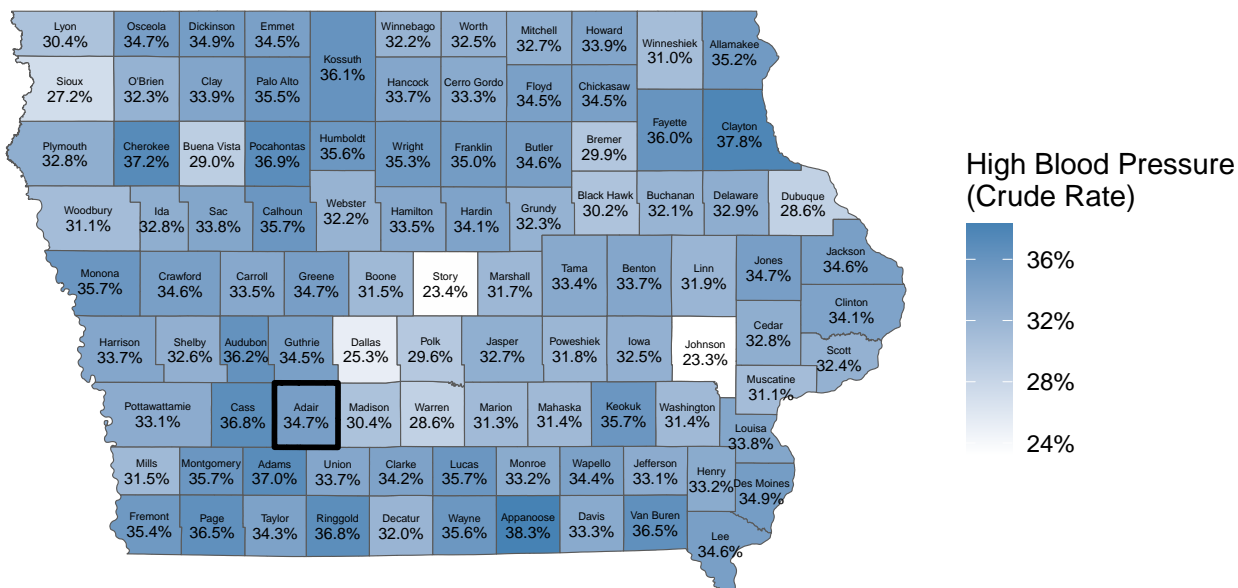 Lyon
30.4%
Osceola
34.7%
Dickinson
34.9%
Emmet
34.5%
Kossuth
36.1%
Winnebago
32.2%
Worth
32.5%
Mitchell
32.7%
Howard
33.9%
Winneshiek
31.0%
Allamakee
35.2%
Sioux
27.2%
O'Brien
32.3%
Clay
33.9%
Palo Alto
35.5%
Hancock
33.7%
Cerro Gordo
33.3%
Floyd
34.5%
Chickasaw
34.5%
Plymouth
32.8%
Cherokee
37.2%
Buena Vista
29.0%
Pocahontas
36.9%
Humboldt
35.6%
Wright
35.3%
Franklin
35.0%
Butler
34.6%
Bremer
29.9%
Fayette
36.0%
Clayton
37.8%
Woodbury
31.1%
Ida
32.8%
Sac
33.8%
Calhoun
35.7%
Webster
32.2%
Hamilton
33.5%
Hardin
34.1%
Grundy
32.3%
Black Hawk
30.2%
Buchanan
32.1%
Delaware
32.9%
Dubuque
28.6%
Monona
35.7%
Crawford
34.6%
Carroll
33.5%
Greene
34.7%
Boone
31.5%
Story
23.4%
Marshall
31.7%
Tama
33.4%
Benton
33.7%
Linn
31.9%
Jones
34.7%
Jackson
34.6%
Clinton
34.1%
Harrison
33.7%
Shelby
32.6%
Audubon
36.2%
Guthrie
34.5%
Dallas
25.3%
Polk
29.6%
Jasper
32.7%
Poweshiek
31.8%
Iowa
32.5%
Johnson
23.3%
Cedar
32.8%
Scott
32.4%
Muscatine
31.1%
Pottawattamie
33.1%
Cass
36.8%
Adair
34.7%
Madison
30.4%
Warren
28.6%
Marion
31.3%
Mahaska
31.4%
Keokuk
35.7%
Washington
31.4%
Louisa
33.8%
Mills
31.5%
Montgomery
35.7%
Adams
37.0%
Union
33.7%
Clarke
34.2%
Lucas
35.7%
Monroe
33.2%
Wapello
34.4%
Jefferson
33.1%
Henry
33.2%
Des Moines
34.9%
Fremont
35.4%
Page
36.5%
Taylor
34.3%
Ringgold
36.8%
Decatur
32.0%
Wayne
35.6%
Appanoose
38.3%
Davis
33.3%
Van Buren
36.5%
Lee
34.6%
High Blood Pressure
(Crude Rate)
36%
32%
28%
24%